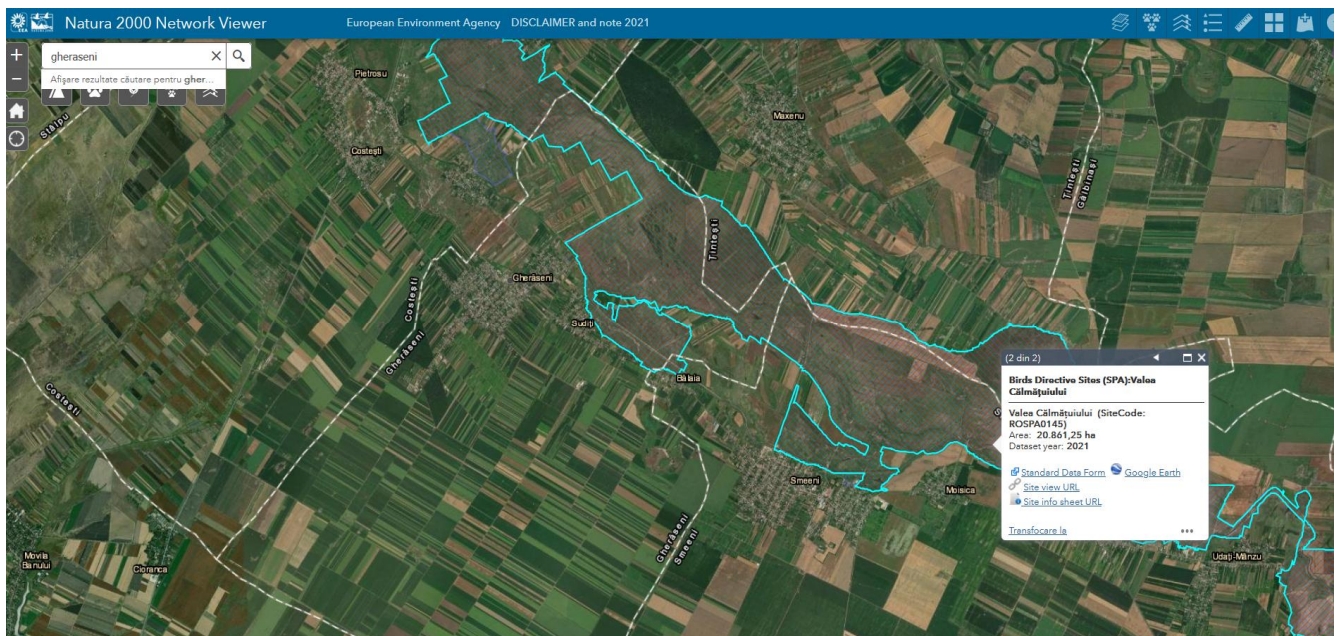 Natura 2000 Network Viewer
European Environment Agency DISCLAIMER and note 2021
gheraseni
Afișare rezultate căutare pentru gher...
Stâlpu
Pietrosu
Maxenu
Costești
Țintești
Gălbinași
Țintești
Gherăseni
Costești
Gherăseni
Sudiți
Bălaia
Costești
Smeeni
Moisica
Gherăseni
Smeeni
Movila
Banului
Cioranca
Udați-Mânzu
(2 din 2)
Birds Directive Sites (SPA):Valea
Călmățuiului
Valea Călmățuiului (SiteCode:
ROSPA0145)
Area: 20.861,25 ha
Dataset year: 2021
Standard Data Form Google Earth
Site view URL
Site info sheet URL
Transfocare la